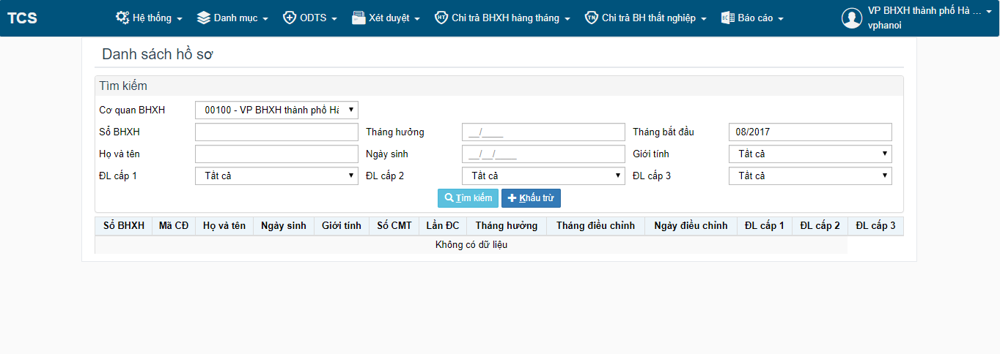 TCS Hệ thống Danh mục ODTS Xét duyệt Chi trả BHXH hàng tháng Chi trả BH thất nghiệp Báo cáo VP BHXH thành phố Hà ...
vphanoi
Danh sách hồ sơ
Tìm kiếm
Cơ quan BHXH 00100 - VP BHXH thành phố Hà
Sổ BHXH Tháng hưởng __/____ Tháng bắt đầu 08/2017
Họ và tên Ngày sinh __/__/____ Giới tính Tất cả
ĐL cấp 1 Tất cả ĐL cấp 2 Tất cả ĐL cấp 3 Tất cả
Tìm kiếm Khấu trừ
Sổ BHXH Mã CĐ Họ và tên Ngày sinh Giới tính Số CMT Lần ĐC Tháng hưởng Tháng điều chỉnh Ngày điều chỉnh ĐL cấp 1 ĐL cấp 2 ĐL cấp 3
Không có dữ liệu